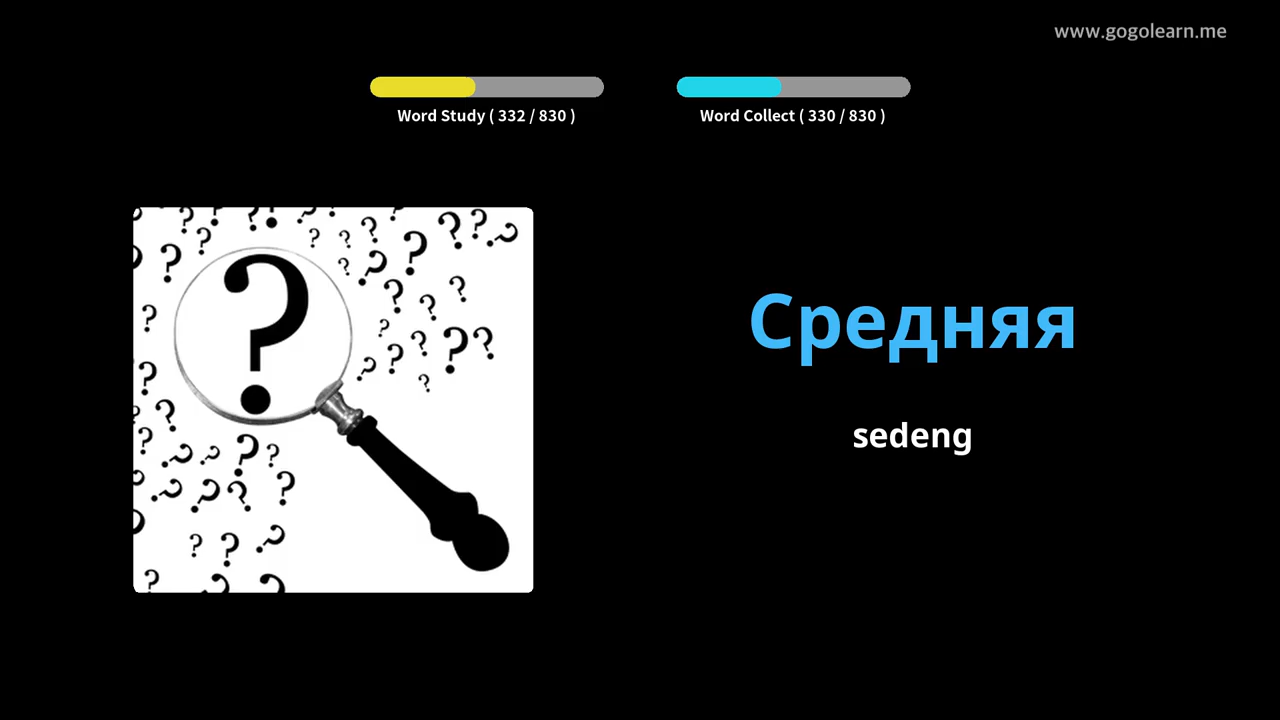 www.gogolearn.me
Word Study ( 332 / 830 )
Word Collect ( 330 / 830 )
Средняя
sedeng